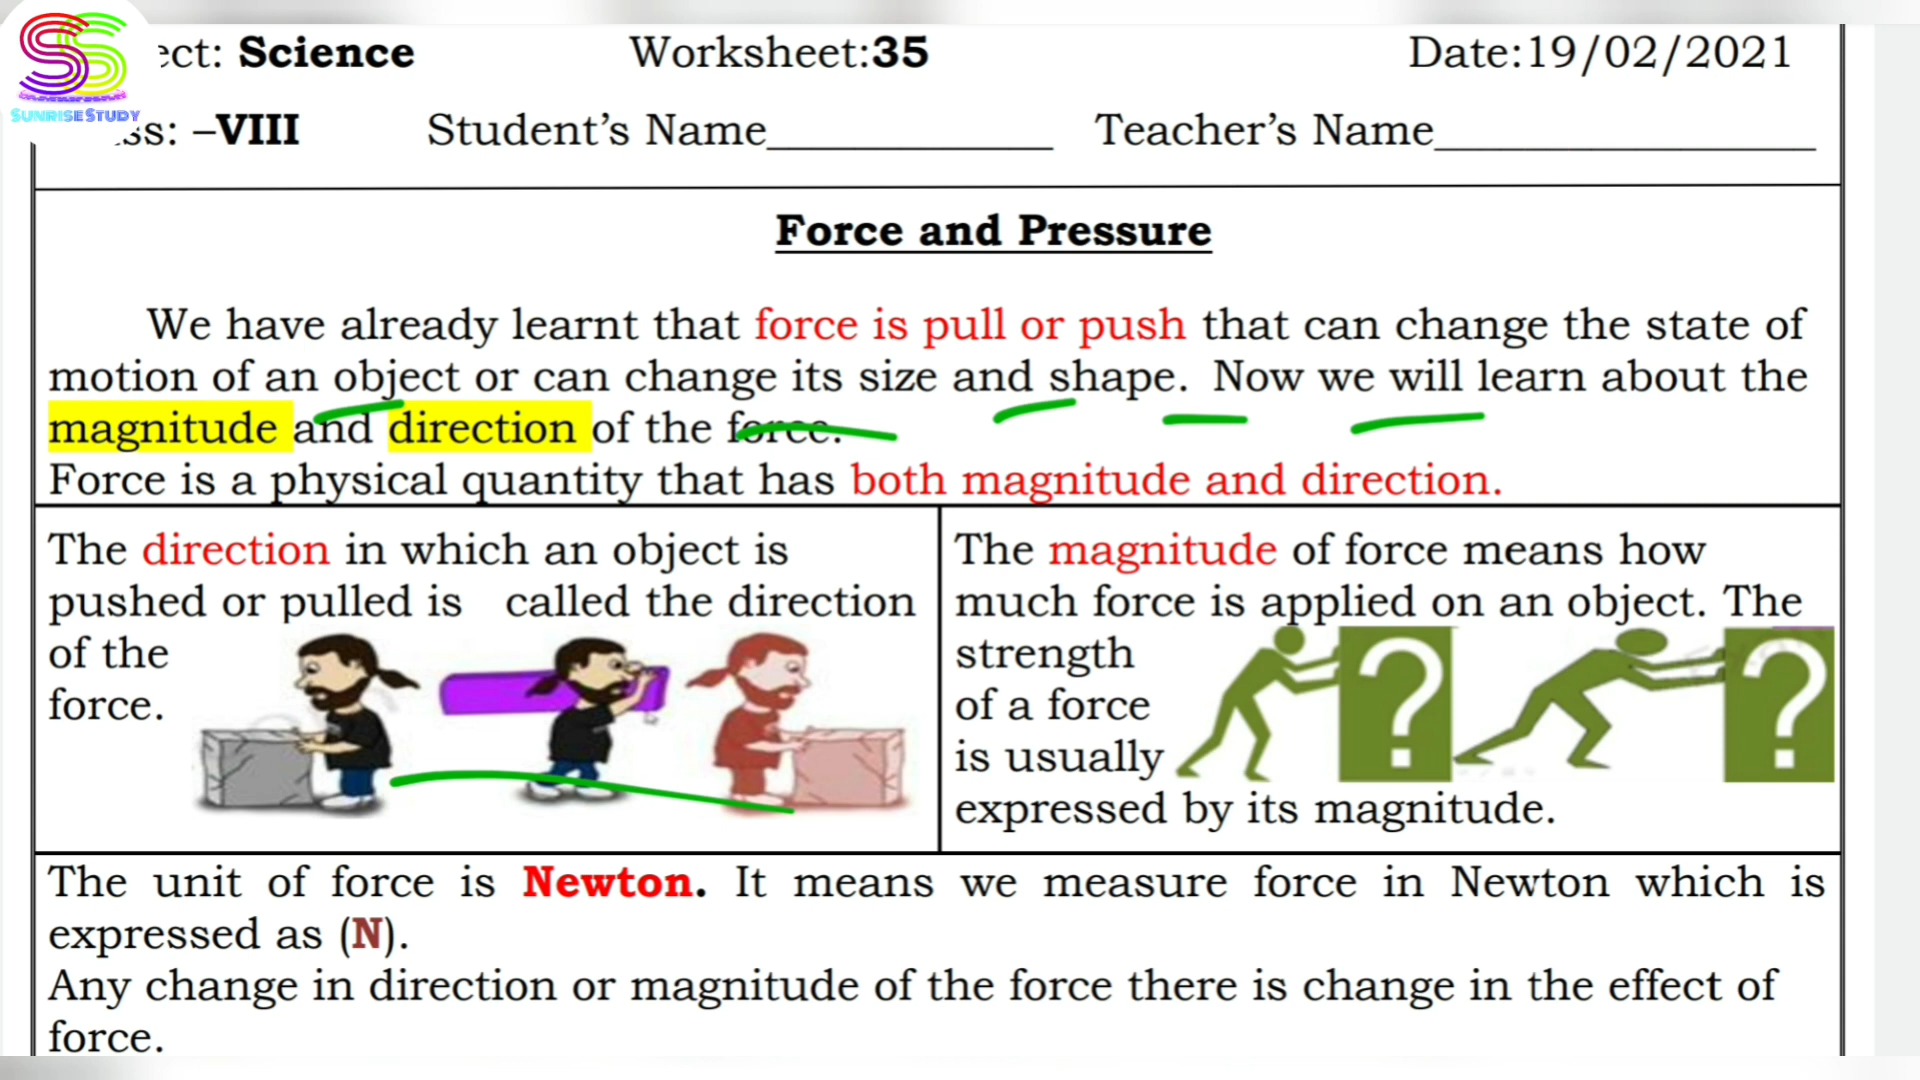 SUNRISESTUDY
ect: Science Worksheet:35 Date:19/02/2021
ss: –VIII Student’s Name_____________ Teacher’s Name_________________
Force and Pressure
We have already learnt that force is pull or push that can change the state of
motion of an object or can change its size and shape. Now we will learn about the
magnitude and direction of the force.
Force is a physical quantity that has both magnitude and direction.
The direction in which an object is
pushed or pulled is called the direction
of the
force.
The magnitude of force means how
much force is applied on an object. The
strength
of a force
is usually
expressed by its magnitude.
? ?
The unit of force is Newton. It means we measure force in Newton which is
expressed as (N).
Any change in direction or magnitude of the force there is change in the effect of
force.